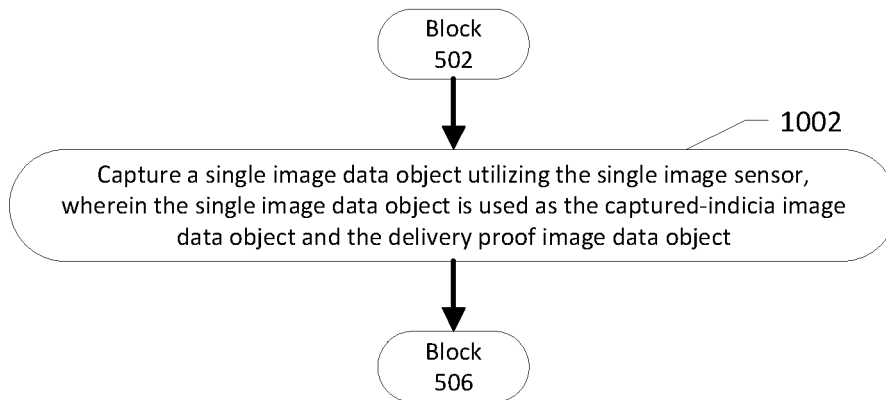 Block
502
1002
Capture a single image data object utilizing the single image sensor,
wherein the single image data object is used as the captured-indicia image
data object and the delivery proof image data object
Block
506